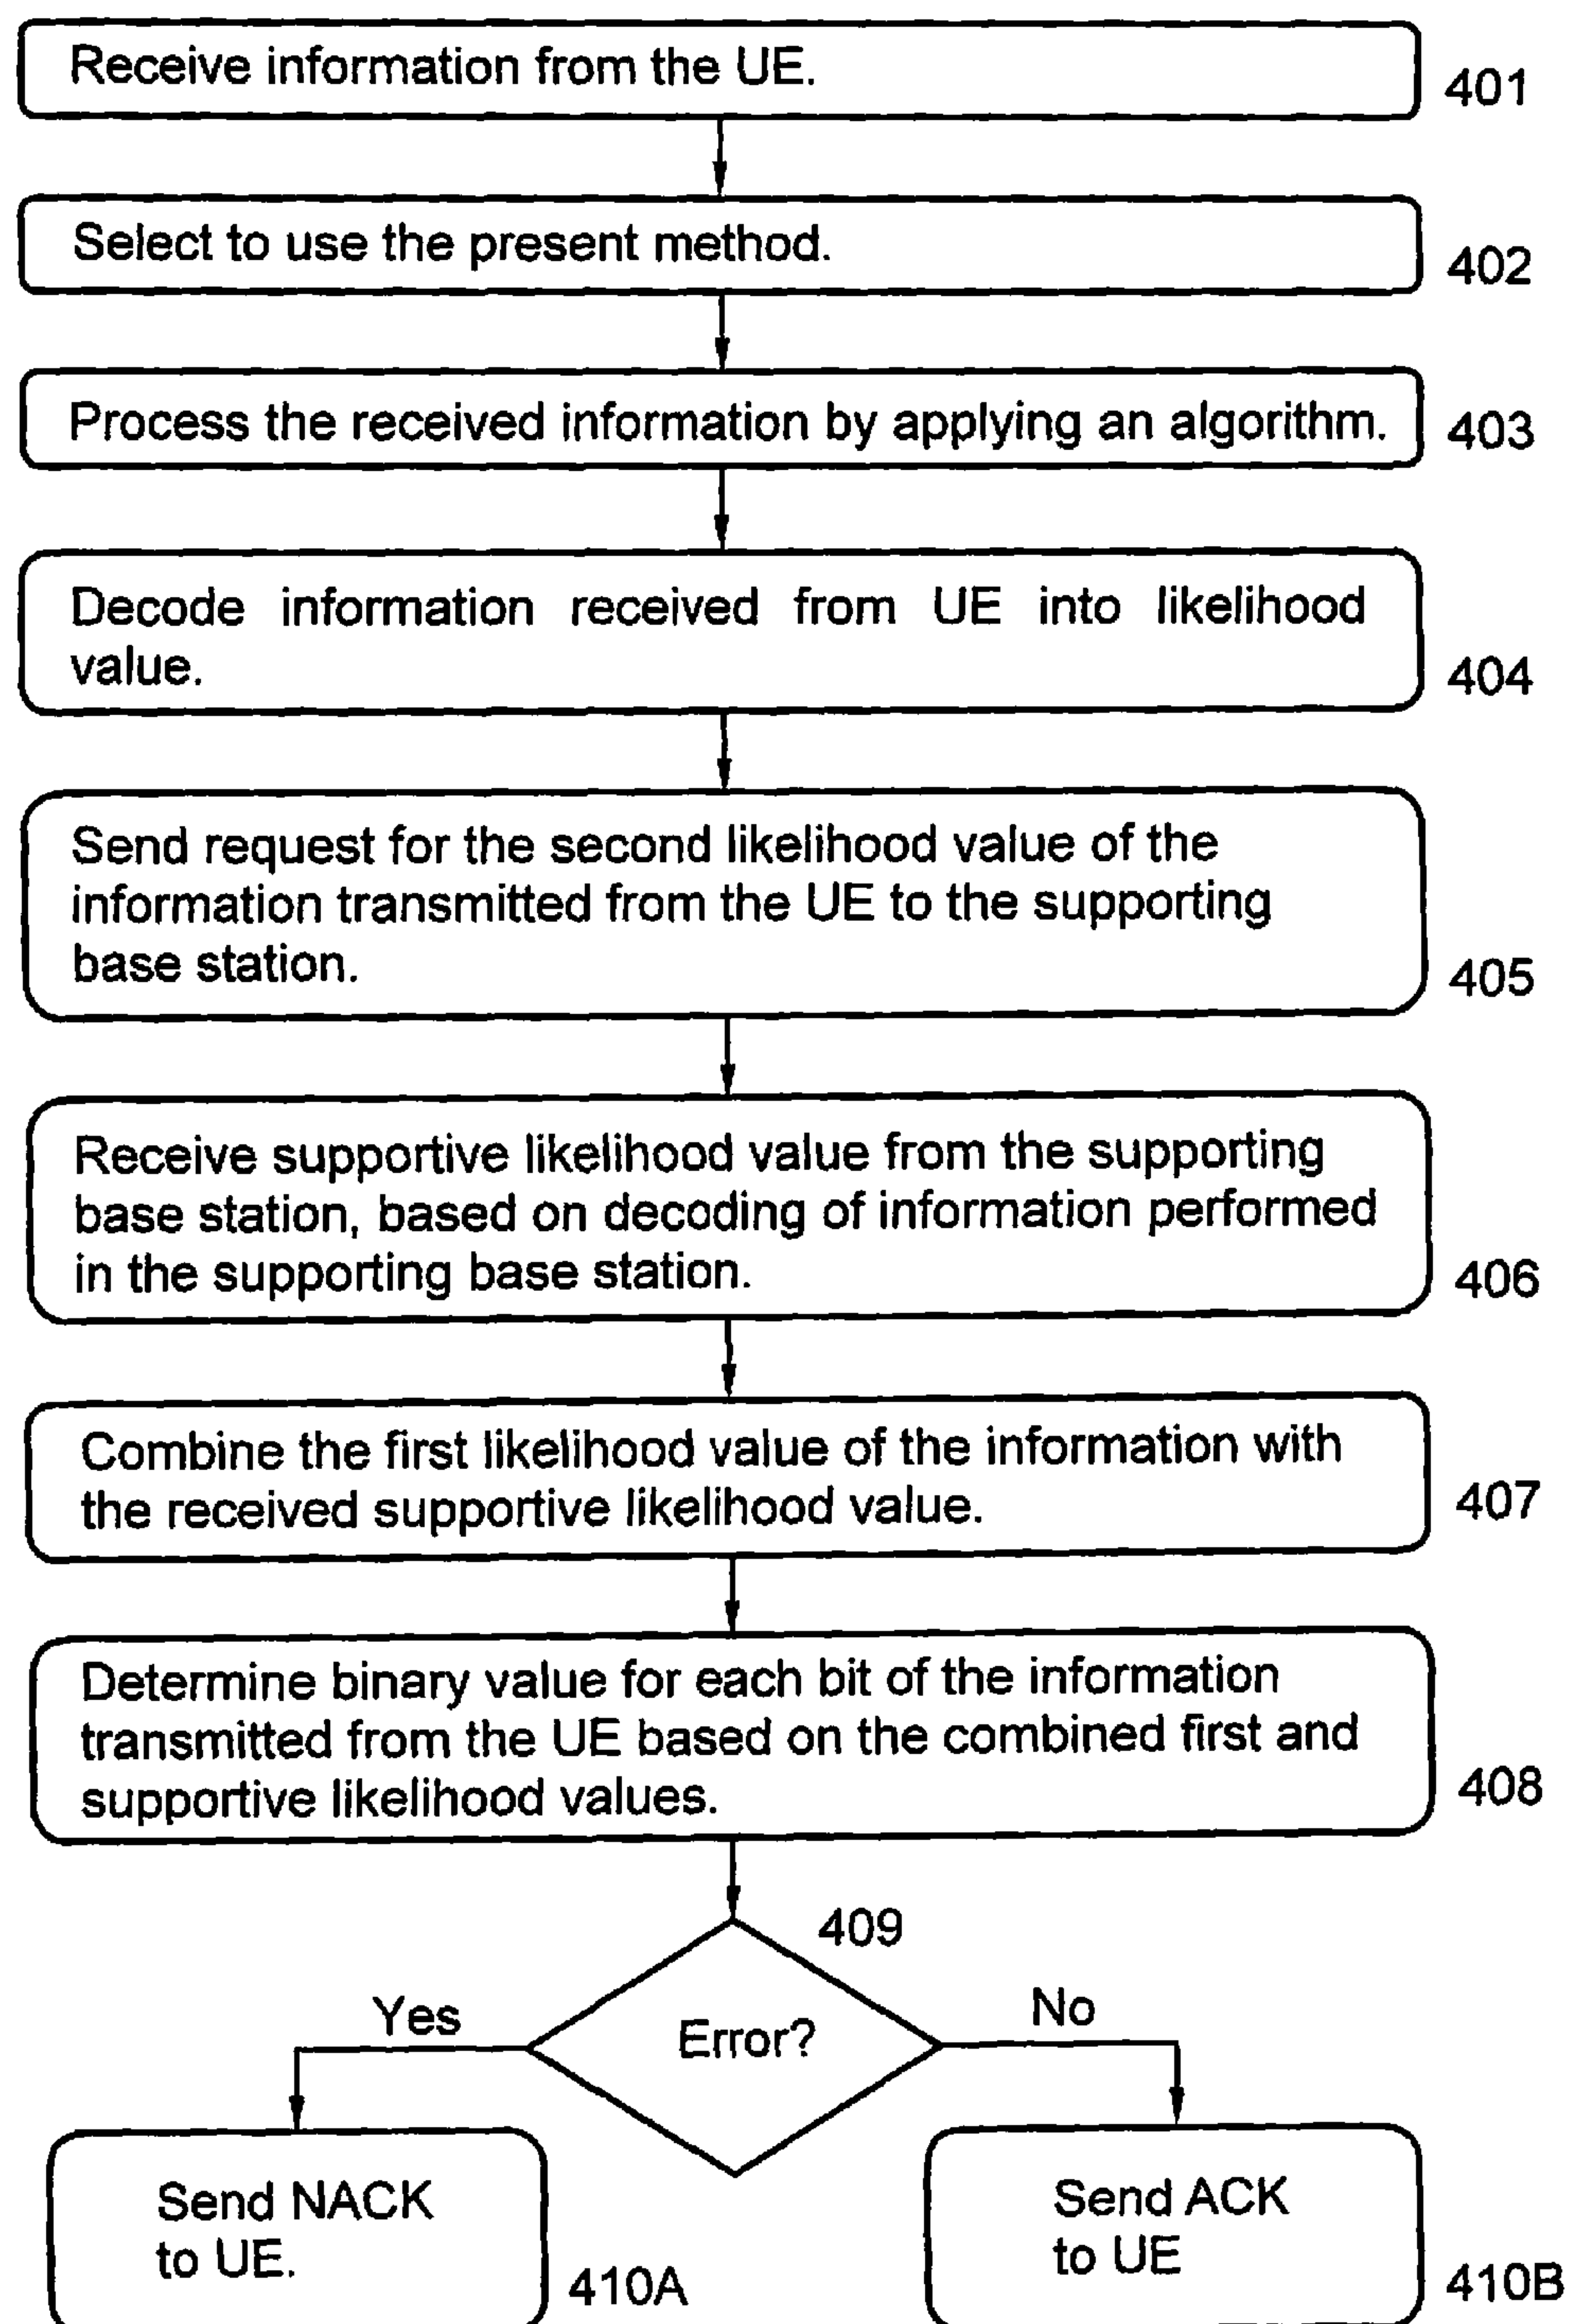 Receive information from the UE.
401
Select to use the present method.
402
Process the received information by applying an algorithm.
403
Decode information received from UE into likelihood
value.
404
Send request for the second likelihood value of the
information transmitted from the UE to the supporting
base station.
405
Receive supportive likelihood value from the supporting
base station, based on decoding of information performed
in the supporting base station.
406
Combine the first likelihood value of the information with
the received supportive likelihood value.
407
Determine binary value for each bit of the information
transmitted from the UE based on the combined first and
supportive likelihood values.
408
409
Yes
Error?
No
Send NACK
to UE.
410A
Send ACK
to UE
410B